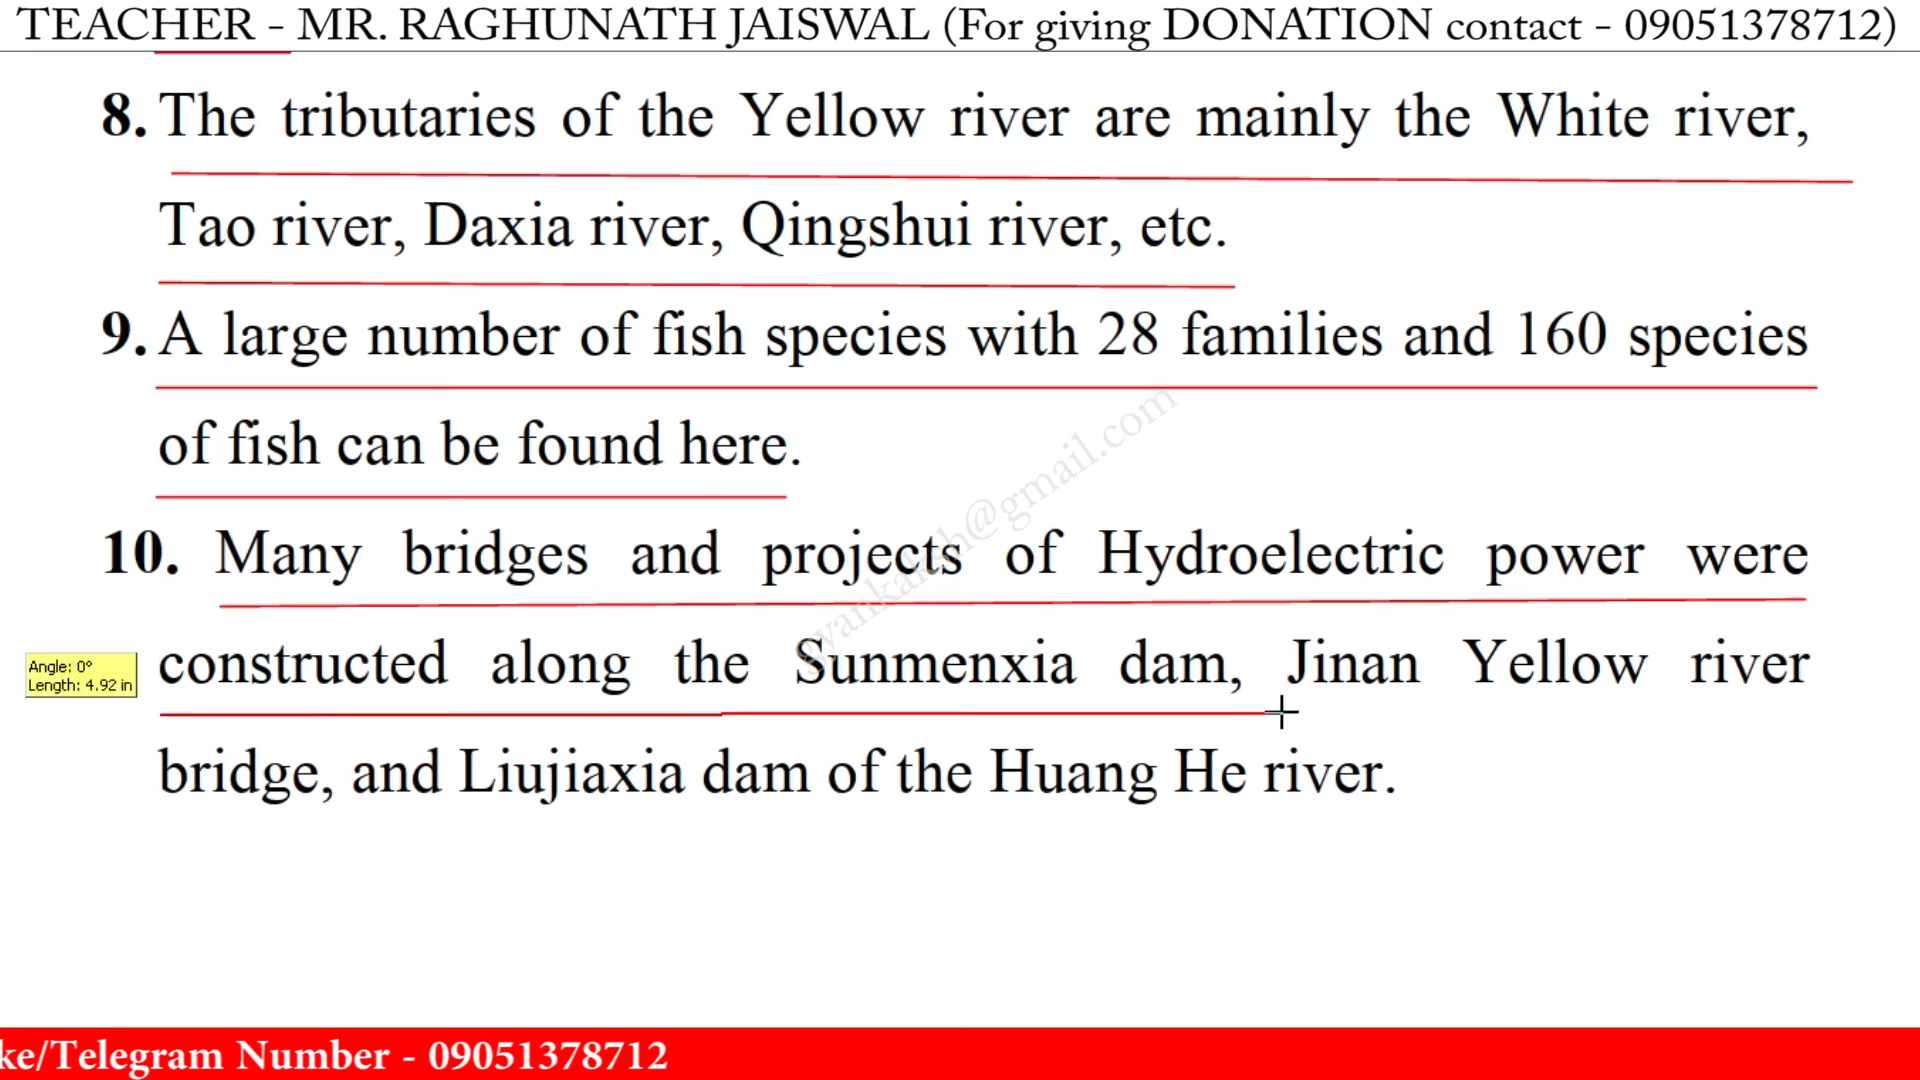 TEACHER - MR. RAGHUNATH JAISWAL (For giving DONATION contact - 09051378712)
8. The tributaries of the Yellow river are mainly the White river,
Tao river, Daxia river, Qingshui river, etc.
9. A large number of fish species with 28 families and 160 species
of fish can be found here.
10. Many bridges and projects of Hydroelectric power were
constructed along the Sunmenxia dam, Jinan Yellow river
bridge, and Liujiaxia dam of the Huang He river.
Angle: 0°
Length: 4.92 in
ke/Telegram Number - 09051378712